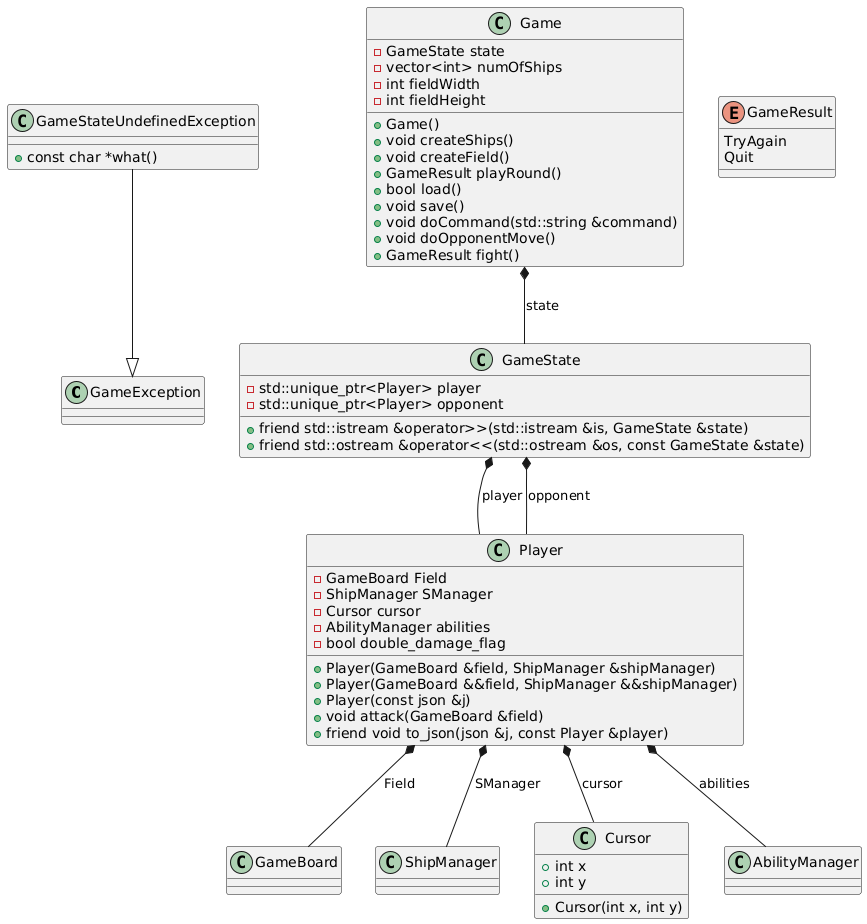 C Game
GameState state
vector<int> numOfShips
int fieldWidth
int fieldHeight
Game()
void createShips()
void createField()
GameResult playRound()
bool load()
void save()
void doCommand(std::string &command)
void doOpponentMove()
GameResult fight()
C GameStateUndefinedException
const char *what()
E GameResult
TryAgain
Quit
state
C GameException
C GameState
std::unique_ptr<Player> player
std::unique_ptr<Player> opponent
friend std::istream &operator>>(std::istream &is, GameState &state)
friend std::ostream &operator<<(std::ostream &os, const GameState &state)
player
opponent
C Player
GameBoard Field
ShipManager SManager
Cursor cursor
AbilityManager abilities
bool double_damage_flag
Player(GameBoard &field, ShipManager &shipManager)
Player(GameBoard &&field, ShipManager &&shipManager)
Player(const json &j)
void attack(GameBoard &field)
friend void to_json(json &j, const Player &player)
Field
SManager
cursor
abilities
C GameBoard
C ShipManager
C Cursor
int x
int y
Cursor(int x, int y)
C AbilityManager